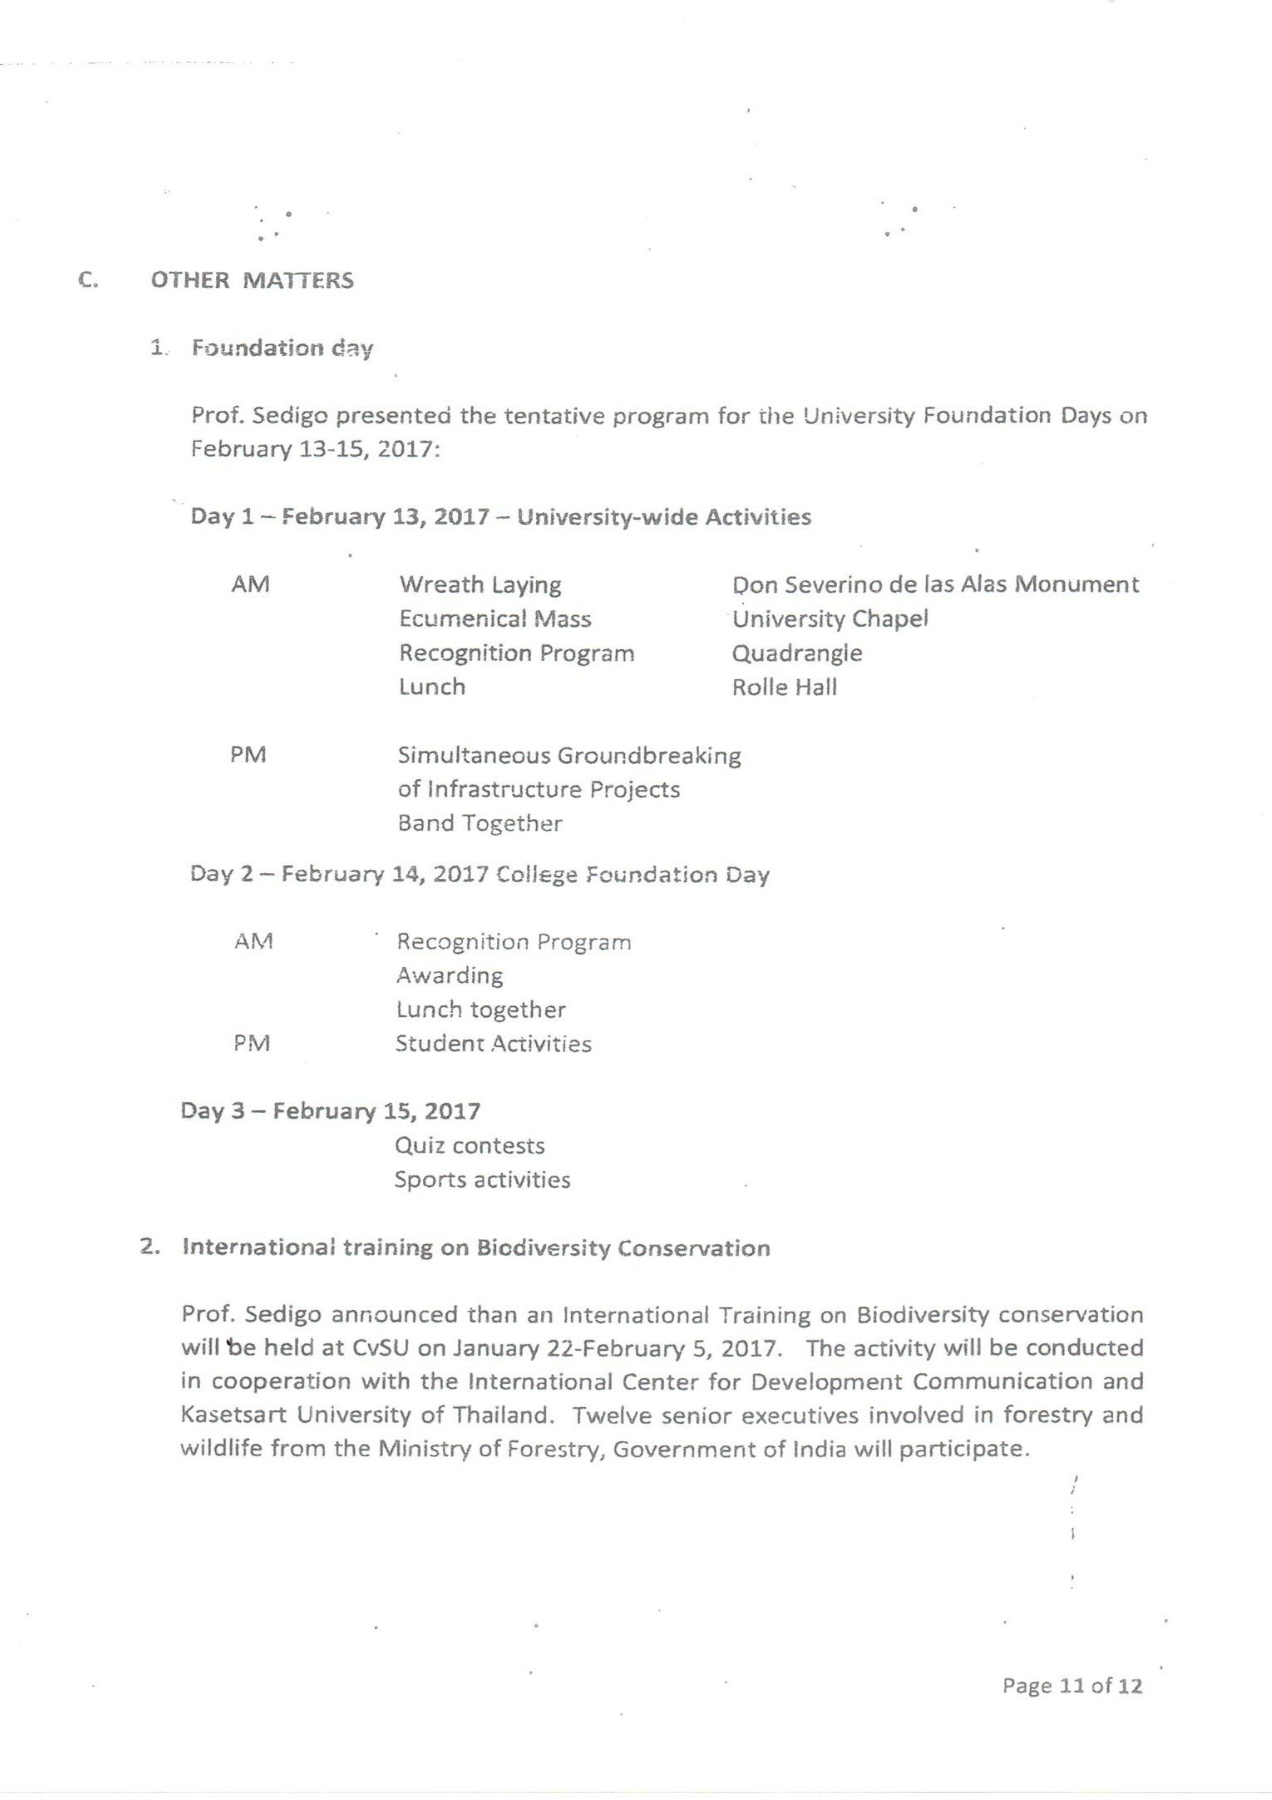 C. OTHER MATTERS
1. Foundation day
Prof. Sedigo presented the tentative program for the University Foundation Days on
February 13-15, 2017:
Day 1 – February 13, 2017 – University-wide Activities
AM Wreath Laying Don Severino de las Alas Monument
Ecumenical Mass University Chapel
Recognition Program Quadrangle
Lunch Rolle Hall
PM Simultaneous Groundbreaking
of Infrastructure Projects
Band Together
Day 2 – February 14, 2017 College Foundation Day
AM Recognition Program
Awarding
Lunch together
PM Student Activities
Day 3 – February 15, 2017
Quiz contests
Sports activities
2. International training on Biodiversity Conservation
Prof. Sedigo announced than an International Training on Biodiversity conservation
will be held at CvSU on January 22-February 5, 2017. The activity will be conducted
in cooperation with the International Center for Development Communication and
Kasetsart University of Thailand. Twelve senior executives involved in forestry and
wildlife from the Ministry of Forestry, Government of India will participate.
Page 11 of 12